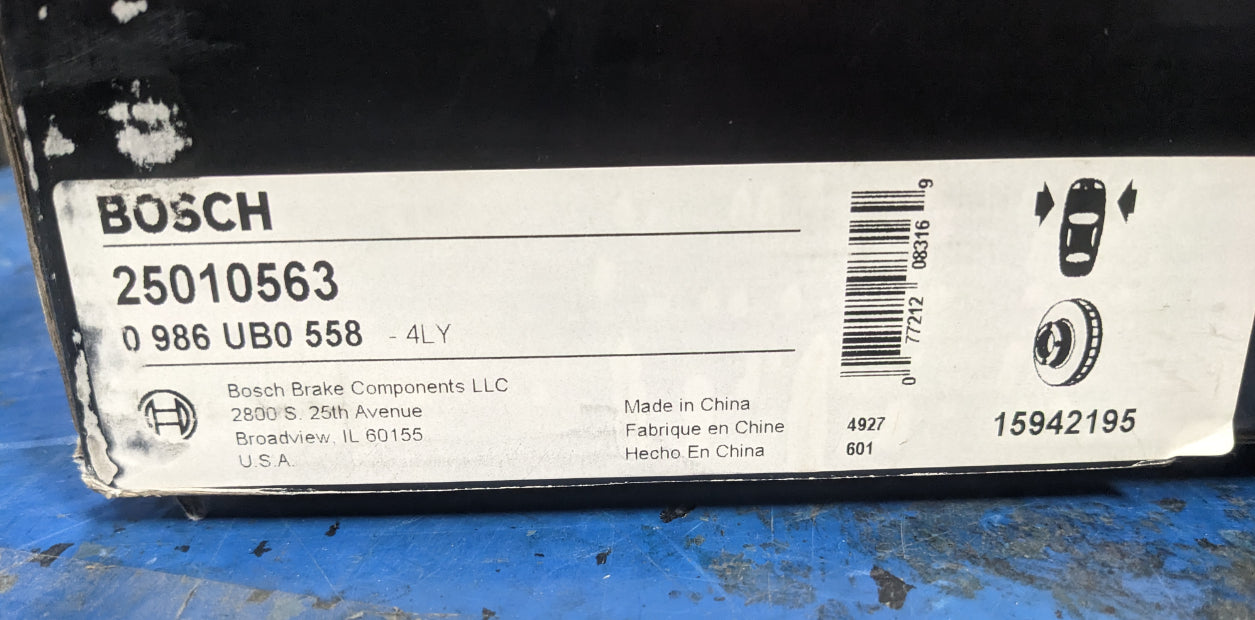 BOSCH
25010563
0 986 UB0 558 - 4LY
Bosch Brake Components LLC
2800 S. 25th Avenue
Broadview, IL 60155
U.S.A.
Made in China
Fabrique en Chine
Hecho En China
0 77212 08316 9
4927
601
15942195